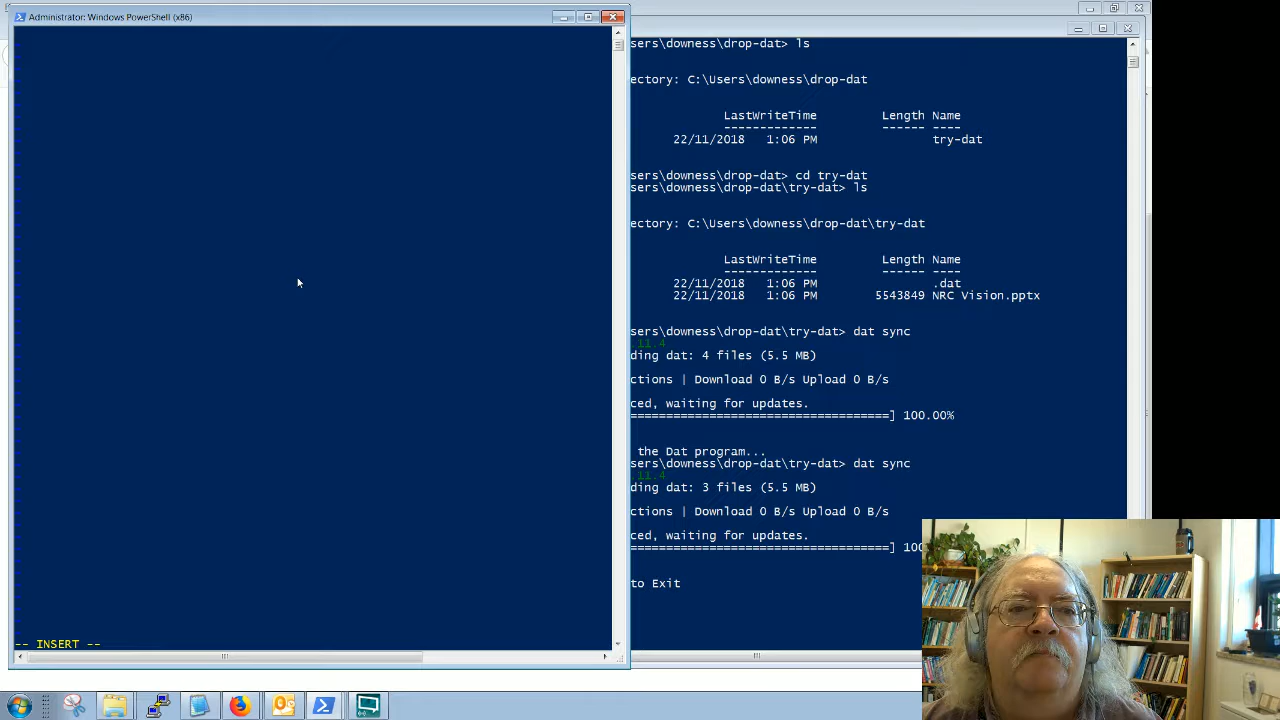 Administrator: Windows PowerShell (x86)
-- INSERT --
sers\downess\drop-dat> ls
ectory: C:\Users\downess\drop-dat
LastWriteTime Length Name
------------- ------ ----
22/11/2018 1:06 PM try-dat
sers\downess\drop-dat> cd try-dat
sers\downess\drop-dat\try-dat> ls
ectory: C:\Users\downess\drop-dat\try-dat
LastWriteTime Length Name
------------- ------ ----
22/11/2018 1:06 PM .dat
22/11/2018 1:06 PM 5543849 NRC Vision.pptx
sers\downess\drop-dat\try-dat> dat sync
.11.4
ding dat: 4 files (5.5 MB)
ctions | Download 0 B/s Upload 0 B/s
ced, waiting for updates.
====================================] 100.00%
the Dat program...
sers\downess\drop-dat\try-dat> dat sync
.11.4
ding dat: 3 files (5.5 MB)
ctions | Download 0 B/s Upload 0 B/s
ced, waiting for updates.
====================================] 100
to Exit